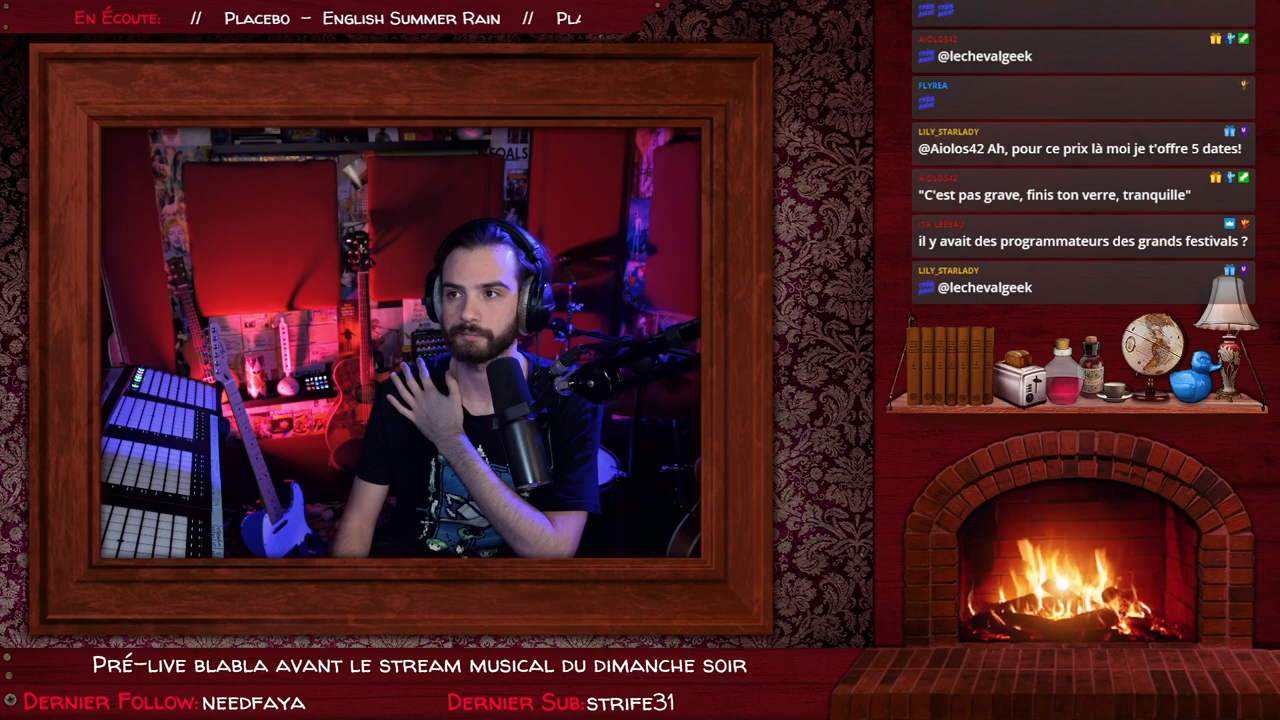 En Écoute: // Placebo - English Summer Rain // Pla
AIOLOS42
@lechevalgeek
FLYREA
LILY_STARLADY
@Aiolos42 Ah, pour ce prix là moi je t'offre 5 dates!
AIOLOS42
"C'est pas grave, finis ton verre, tranquille"
il y avait des programmateurs des grands festivals ?
LILY_STARLADY
@lechevalgeek
Pré-live blabla avant le stream musical du dimanche soir
Dernier Follow: needfaya
Dernier Sub: strife31